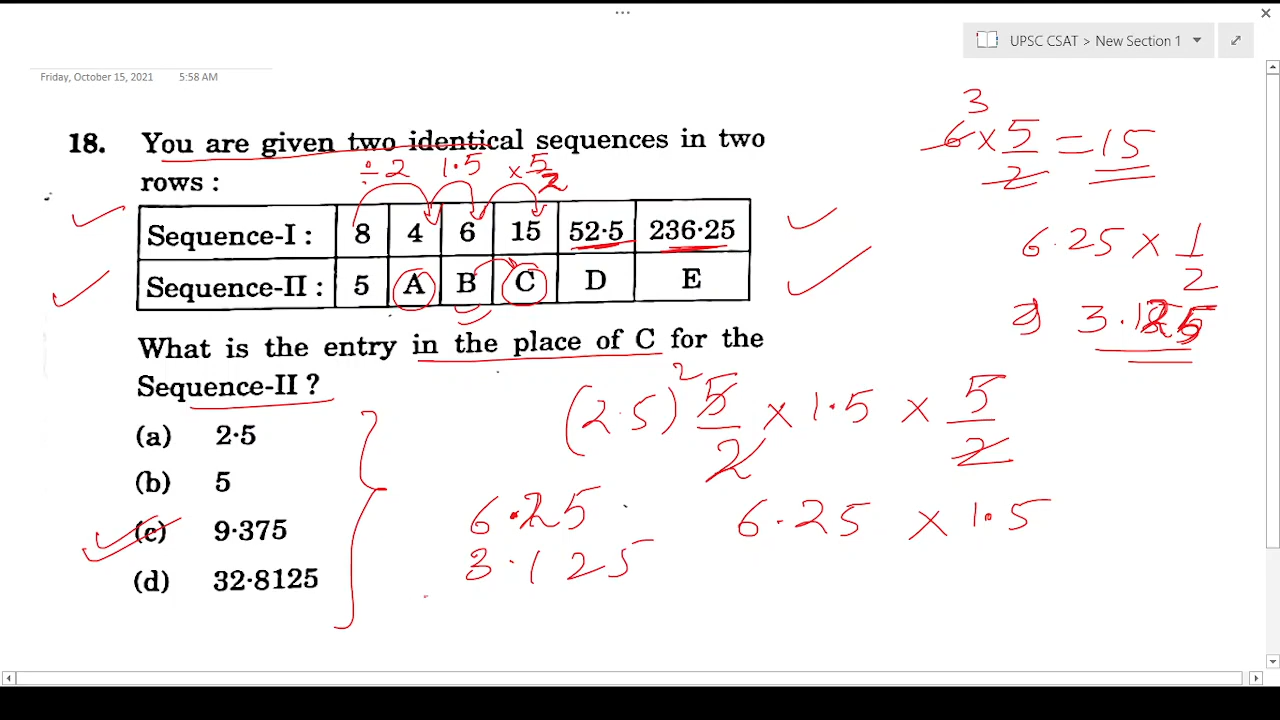 UPSC CSAT > New Section 1
Friday, October 15, 2021 5:58 AM
18. You are given two identical sequences in two
rows :
÷2 1.5 × 5/2
Sequence-I : 8 4 6 15 52·5 236·25
Sequence-II : 5 A B C D E
What is the entry in the place of C for the
Sequence-II ?
(a) 2·5
(b) 5
(c) 9·375
(d) 32·8125
3
6 × 5/2 = 15
6.25 × 1/2
(2.5)² 5/2 × 1.5 × 5/2
6.25
3.125
6.25 × 1.5